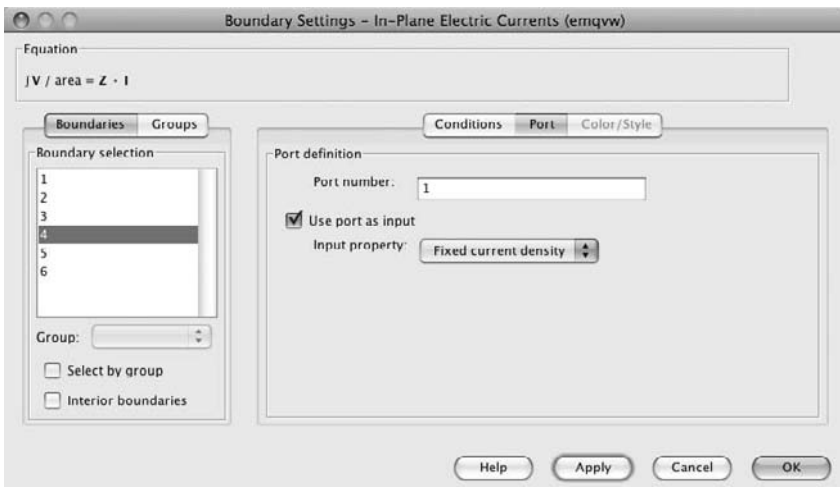 Boundary Settings – In-Plane Electric Currents (emqvw)
Equation
∫V / area = Z · I
Boundaries Groups
Boundary selection
1
2
3
4
5
6
Group:
Select by group
Interior boundaries
Conditions Port Color/Style
Port definition
Port number: 1
Use port as input
Input property: Fixed current density
Help Apply Cancel OK